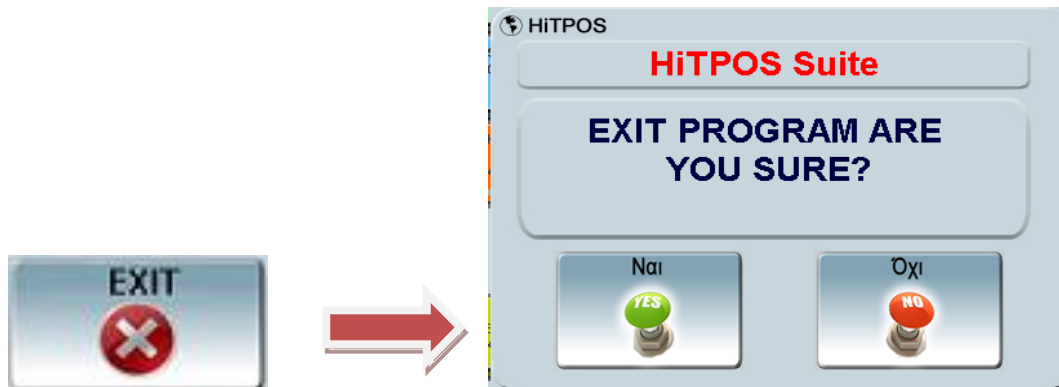 EXIT
HiTPOS
HiTPOS Suite
EXIT PROGRAM ARE
YOU SURE?
Ναι
YES
Όχι
NO